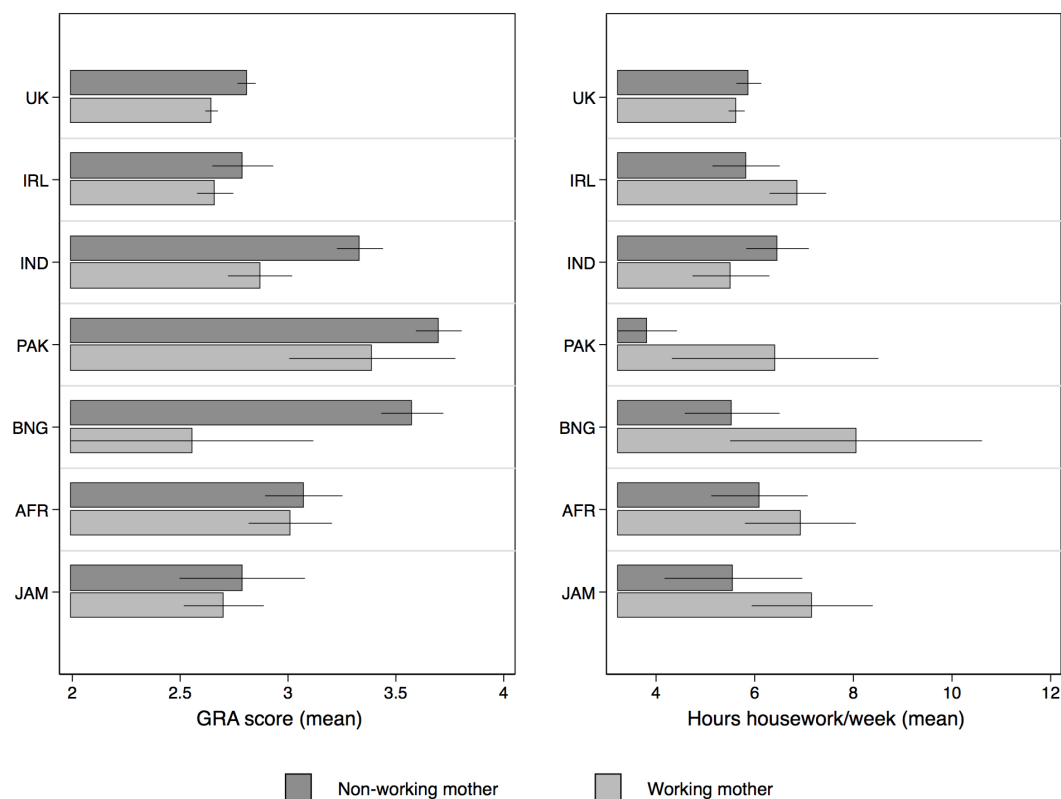 UK
IRL
IND
PAK
BNG
AFR
JAM
2 2.5 3 3.5 4
GRA score (mean)
UK
IRL
IND
PAK
BNG
AFR
JAM
4 6 8 10 12
Hours housework/week (mean)
Non-working mother Working mother